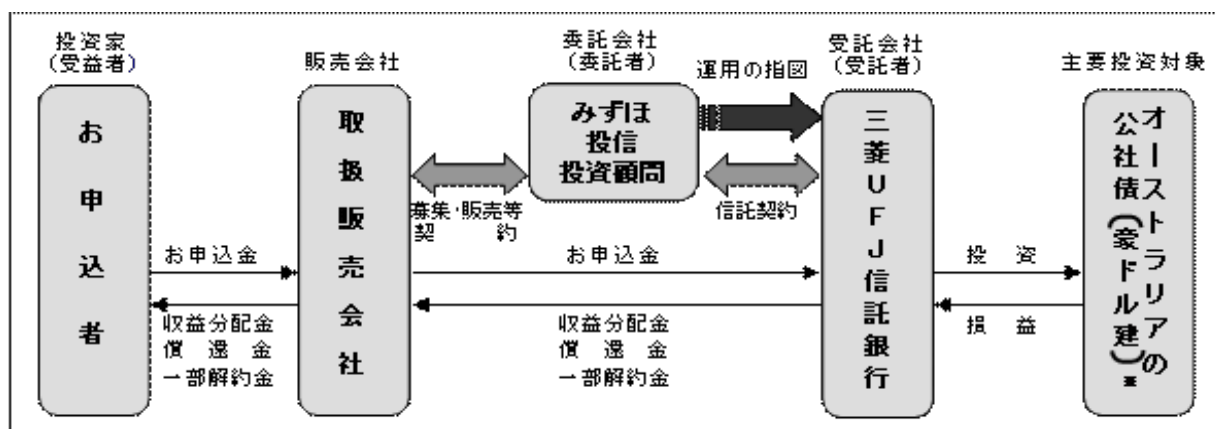 投資家
(受益者)
お申込者
販売会社
取扱販売会社
委託会社
(委託者)
みずほ
投信
投資顧問
運用の指図
受託会社
(受託者)
三菱UFJ信託銀行
主要投資対象
オーストラリアの
公社債(豪ドル建)※
募集・販売等
契約
信託契約
お申込金
収益分配金
償還金
一部解約金
お申込金
収益分配金
償還金
一部解約金
投資
損益